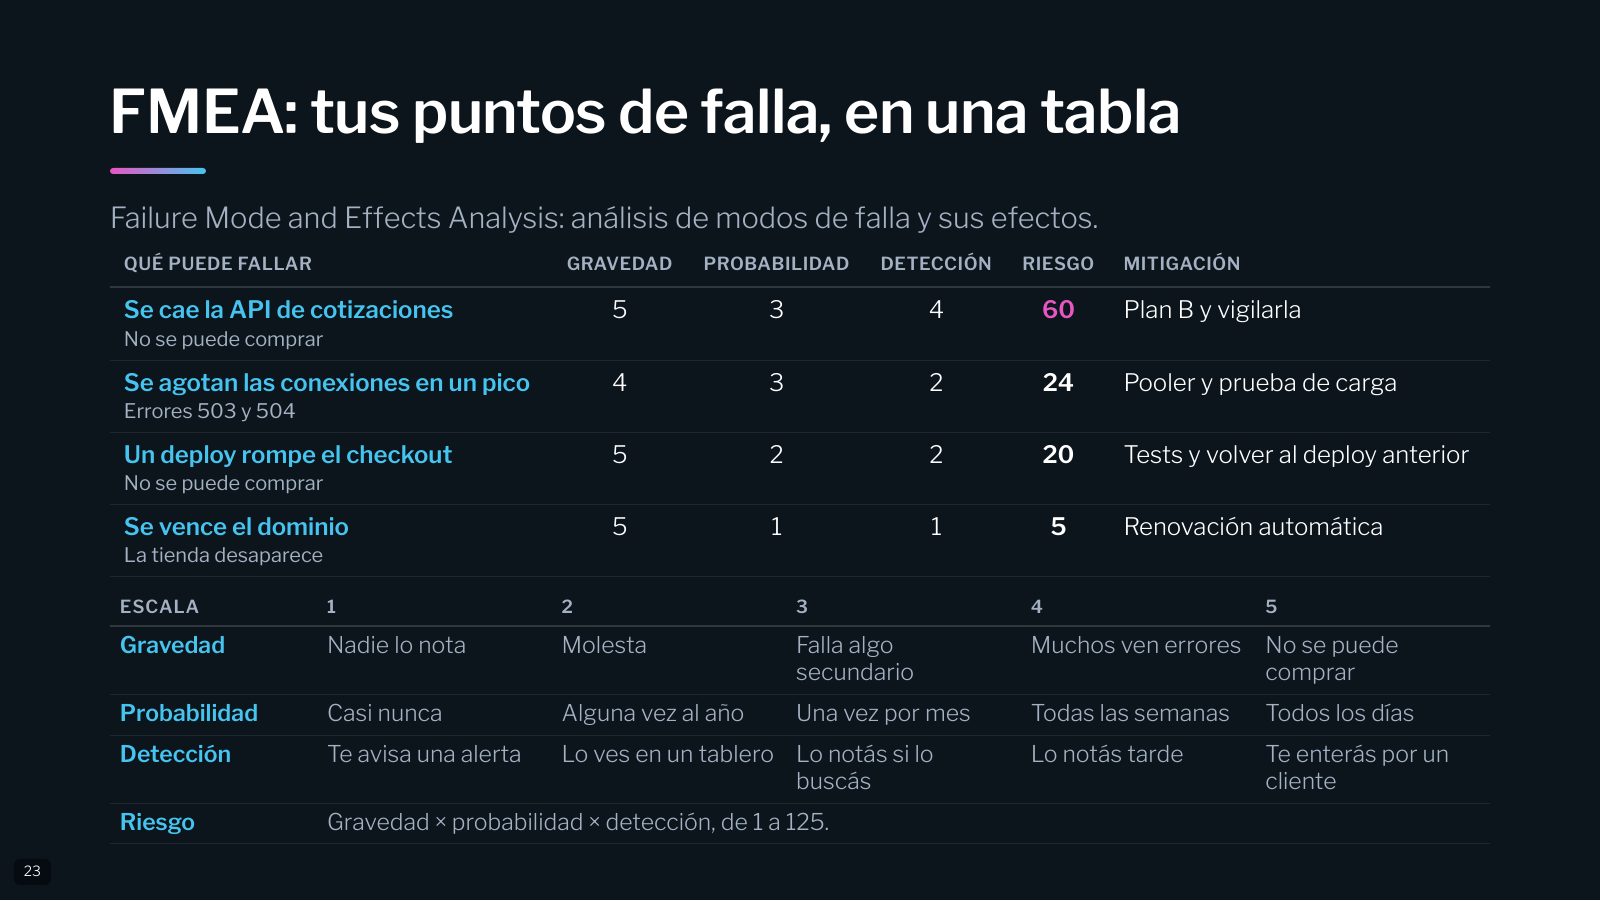 FMEA: tus puntos de falla, en una tabla
Failure Mode and Effects Analysis: análisis de modos de falla y sus efectos.
QUÉ PUEDE FALLAR GRAVEDAD PROBABILIDAD DETECCIÓN RIESGO MITIGACIÓN
Se cae la API de cotizaciones 5 3 4 60 Plan B y vigilarla
No se puede comprar
Se agotan las conexiones en un pico 4 3 2 24 Pooler y prueba de carga
Errores 503 y 504
Un deploy rompe el checkout 5 2 2 20 Tests y volver al deploy anterior
No se puede comprar
Se vence el dominio 5 1 1 5 Renovación automática
La tienda desaparece
ESCALA 1 2 3 4 5
Gravedad Nadie lo nota Molesta Falla algo secundario Muchos ven errores No se puede comprar
Probabilidad Casi nunca Alguna vez al año Una vez por mes Todas las semanas Todos los días
Detección Te avisa una alerta Lo ves en un tablero Lo notás si lo buscás Lo notás tarde Te enterás por un cliente
Riesgo Gravedad × probabilidad × detección, de 1 a 125.
23